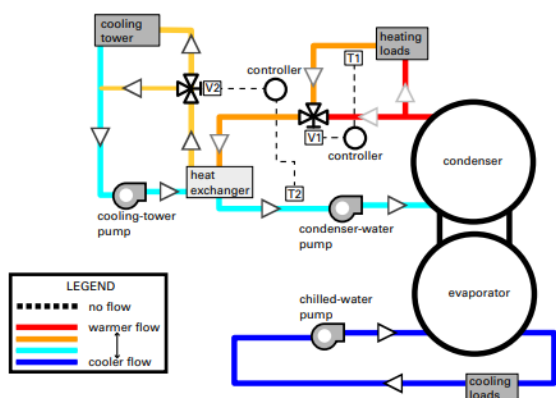 cooling
tower
heating
loads
T1
V2
controller
V1
controller
condenser
heat
exchanger
T2
cooling-tower
pump
condenser-water
pump
evaporator
LEGEND
no flow
warmer flow
cooler flow
chilled-water
pump
cooling
loads